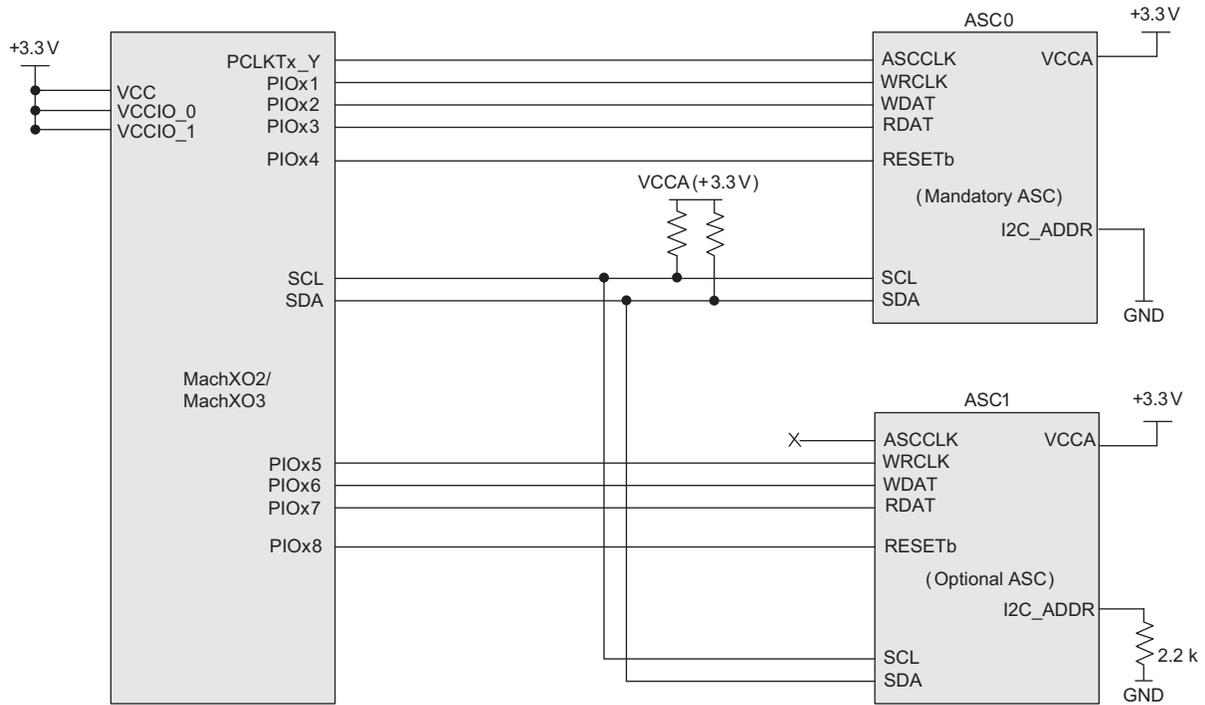 +3.3 V
VCC
VCCIO_0
VCCIO_1
PCLKTx_Y
PIOx1
PIOx2
PIOx3
PIOx4
SCL
SDA
MachXO2/
MachXO3
PIOx5
PIOx6
PIOx7
PIOx8
VCCA (+3.3 V)
ASC0
+3.3 V
ASCCLK
VCCA
WRCLK
WDAT
RDAT
RESETb
(Mandatory ASC)
I2C_ADDR
SCL
SDA
GND
ASC1
+3.3 V
X
ASCCLK
VCCA
WRCLK
WDAT
RDAT
RESETb
(Optional ASC)
I2C_ADDR
2.2 k
SCL
SDA
GND